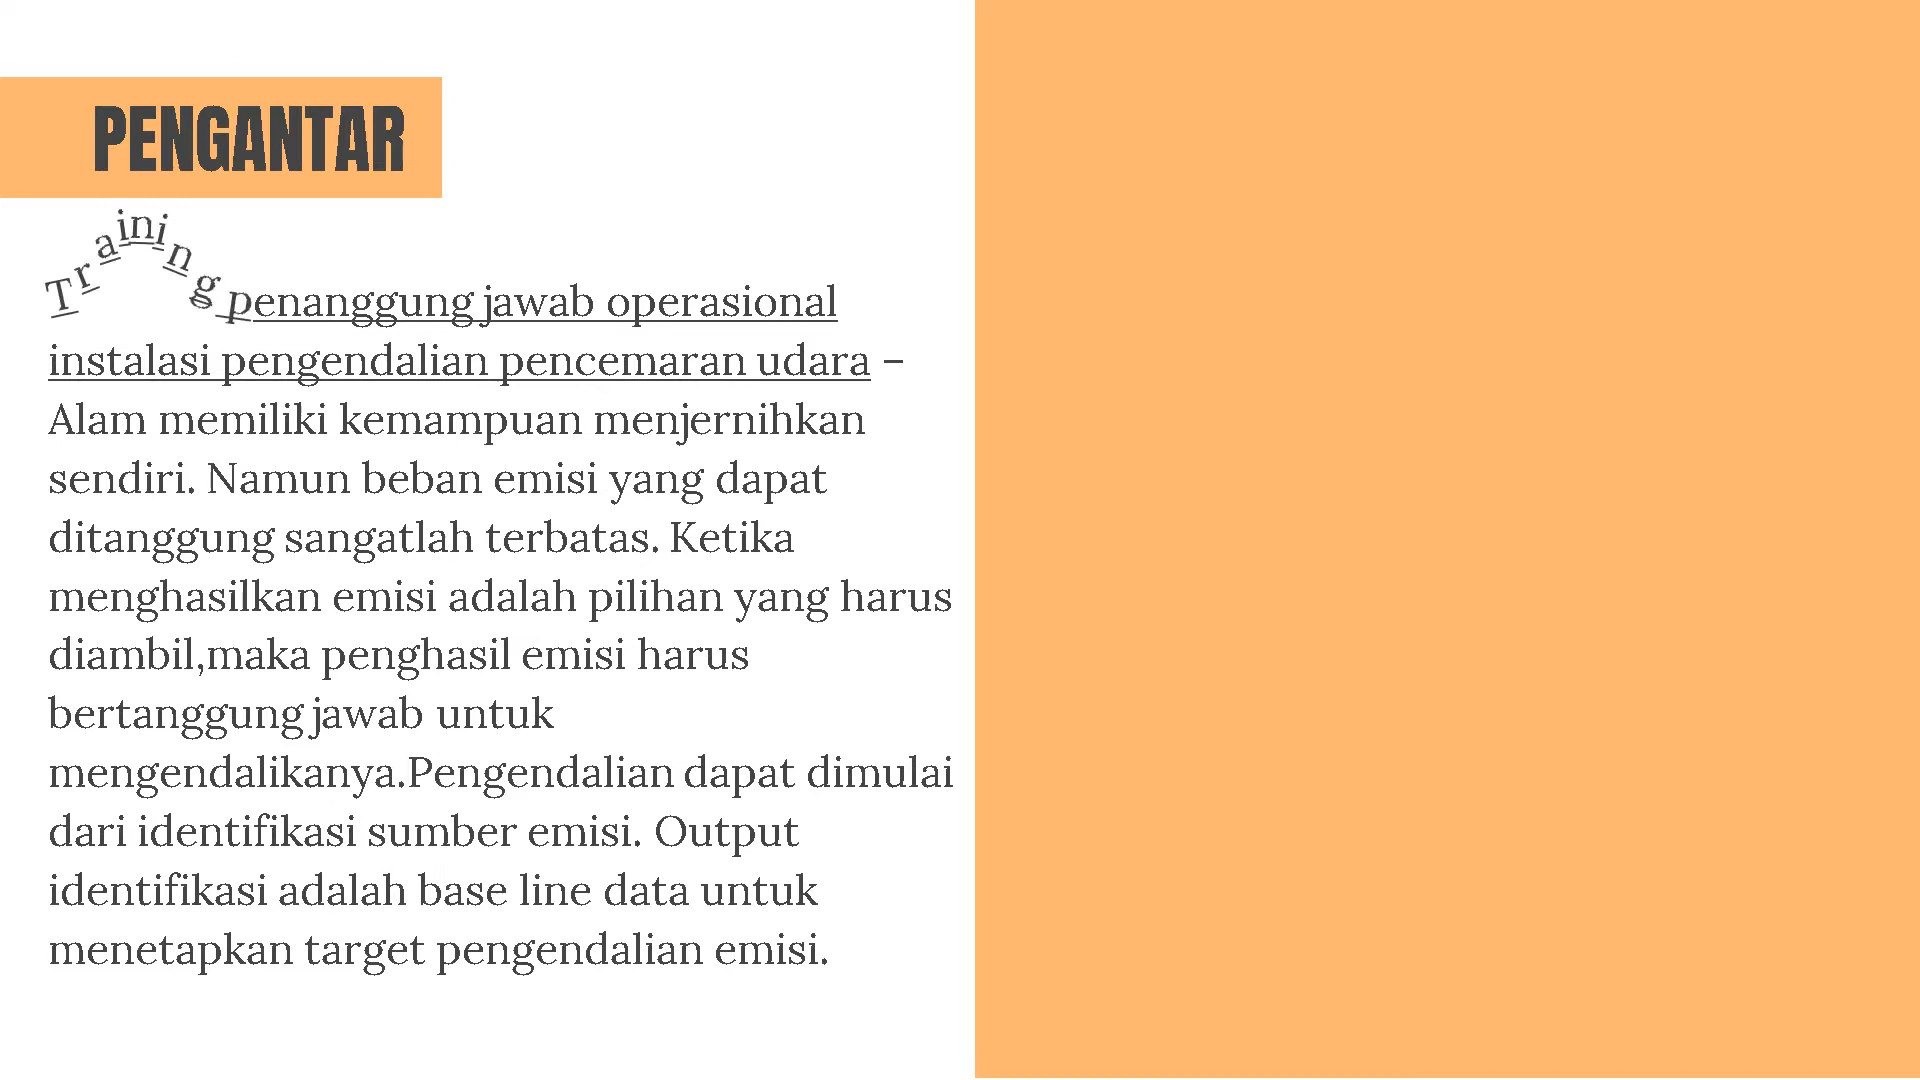 PENGANTAR
Training penanggung jawab operasional
instalasi pengendalian pencemaran udara –
Alam memiliki kemampuan menjernihkan
sendiri. Namun beban emisi yang dapat
ditanggung sangatlah terbatas. Ketika
menghasilkan emisi adalah pilihan yang harus
diambil,maka penghasil emisi harus
bertanggung jawab untuk
mengendalikanya.Pengendalian dapat dimulai
dari identifikasi sumber emisi. Output
identifikasi adalah base line data untuk
menetapkan target pengendalian emisi.